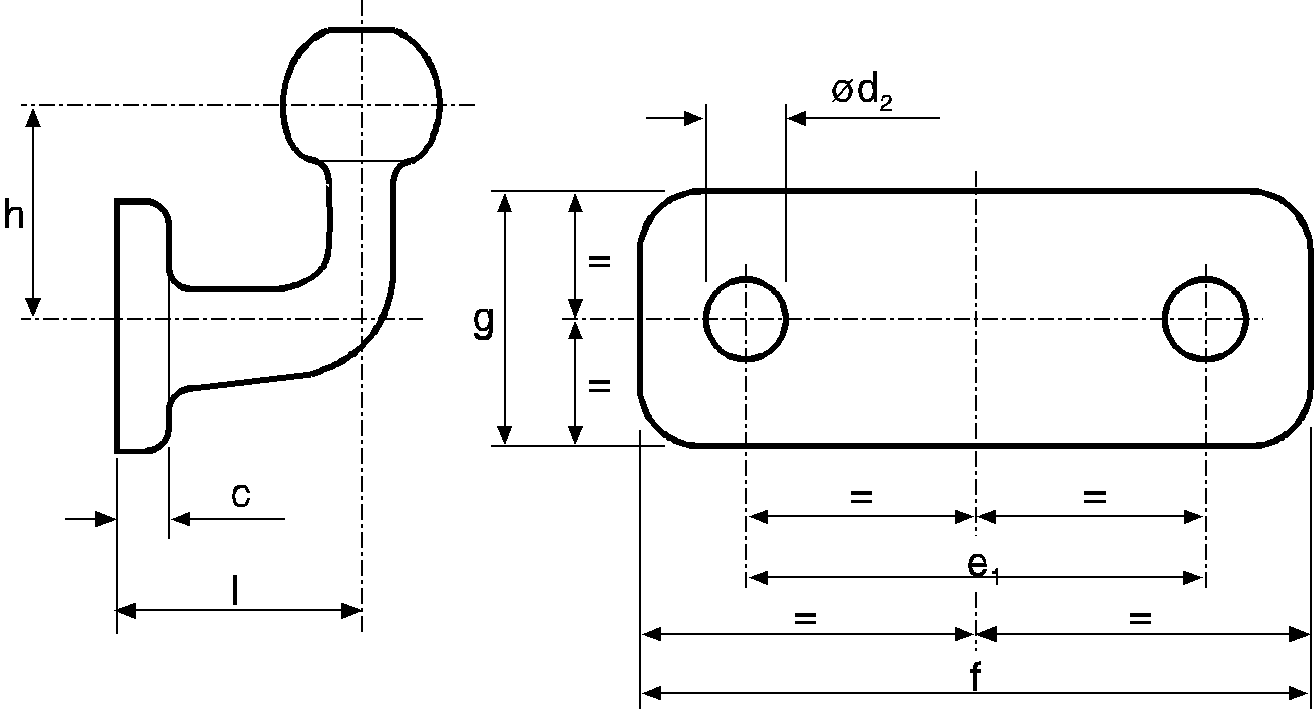 ød₂
h
=
g
=
c
= =
e₁
l
= =
f